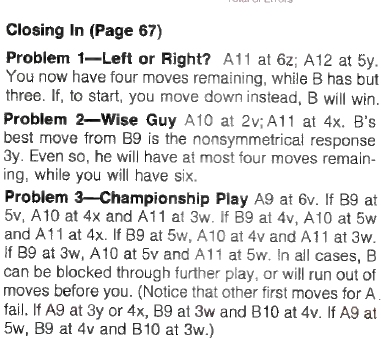 Closing In (Page 67)
Problem 1—Left or Right? A11 at 6z; A12 at 5y.
You now have four moves remaining, while B has but
three. If, to start, you move down instead, B will win.
Problem 2—Wise Guy A10 at 2v; A11 at 4x. B's
best move from B9 is the nonsymmetrical response
3y. Even so, he will have at most four moves remain-
ing, while you will have six.
Problem 3—Championship Play A9 at 6v. If B9 at
5v, A10 at 4x and A11 at 3w. If B9 at 4v, A10 at 5w
and A11 at 4x. If B9 at 5w, A10 at 4v and A11 at 3w.
If B9 at 3w, A10 at 5v and A11 at 5w. In all cases, B
can be blocked through further play, or will run out of
moves before you. (Notice that other first moves for A
fail. If A9 at 3y or 4x, B9 at 3w and B10 at 4v. If A9 at
5w, B9 at 4v and B10 at 3w.)